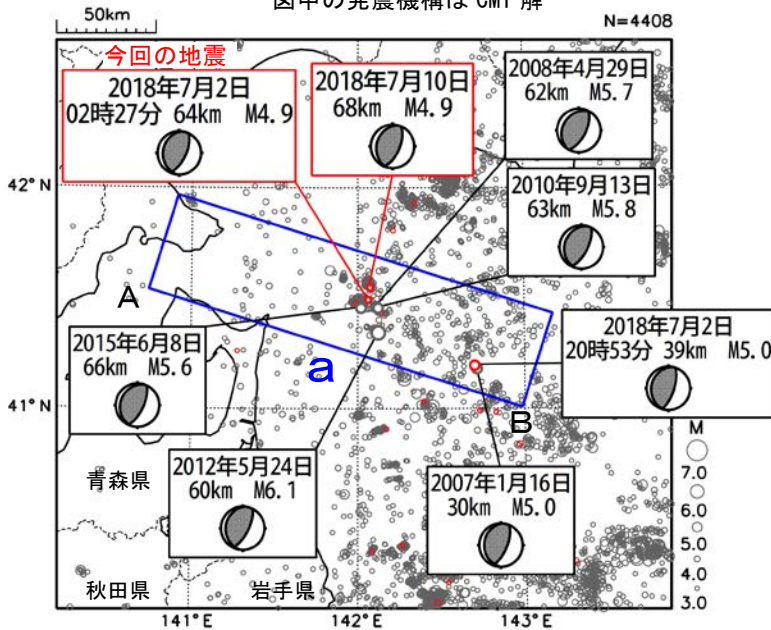 図中の発震機構は CMT 解
50km
N=4408
今回の地震
2018年7月2日
02時27分 64km M4.9
2018年7月10日
68km M4.9
2008年4月29日
62km M5.7
2010年9月13日
63km M5.8
42°N
A
2015年6月8日
66km M5.6
a
2018年7月2日
20時53分 39km M5.0
41°N
B
M
7.0
6.0
5.0
4.0
3.0
青森県
2012年5月24日
60km M6.1
2007年1月16日
30km M5.0
秋田県
岩手県
141°E
142°E
143°E